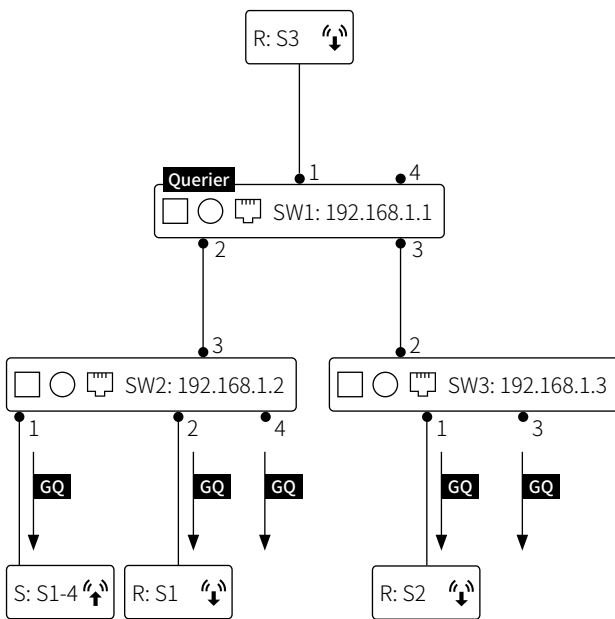 R: S3
1
4
Querier
SW1: 192.168.1.1
2
3
3
2
SW2: 192.168.1.2
SW3: 192.168.1.3
1
2
4
1
3
GQ
GQ
GQ
GQ
GQ
S: S1-4
R: S1
R: S2